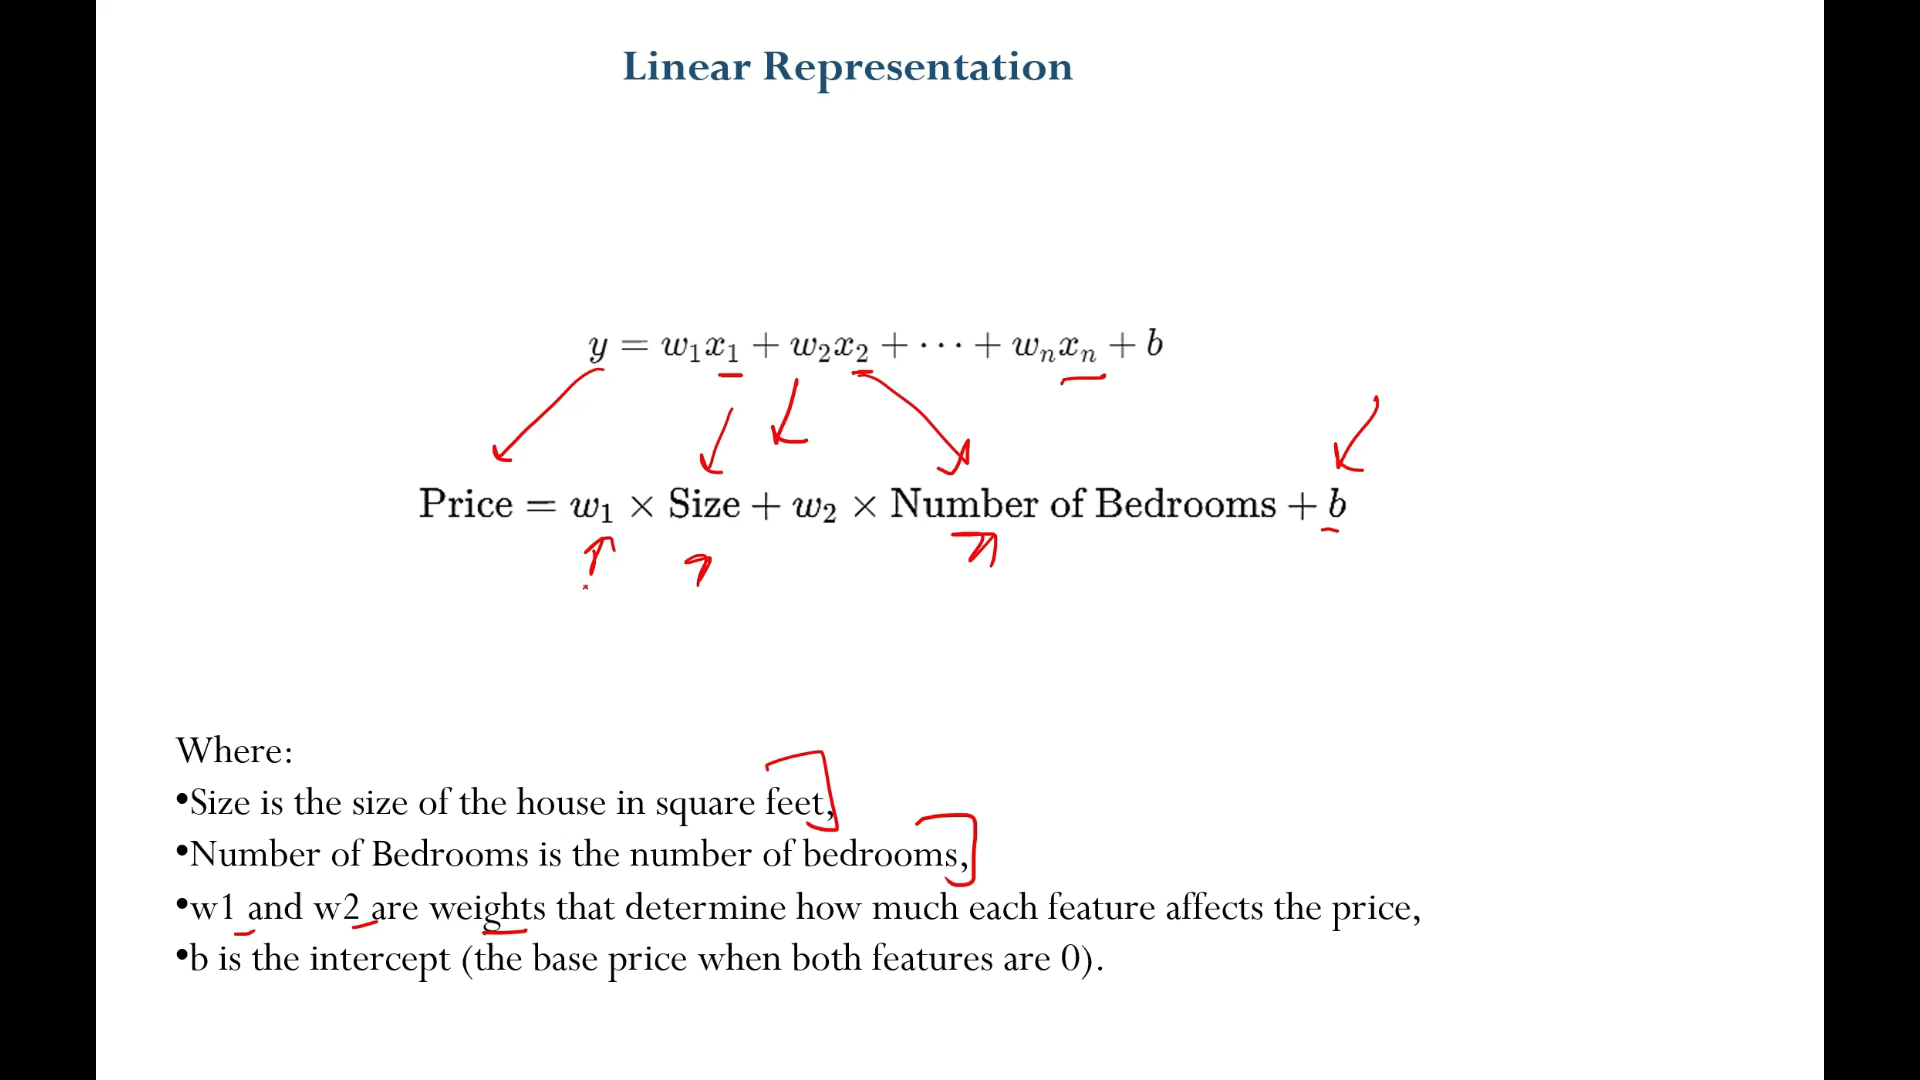 Linear Representation
y = w₁x₁ + w₂x₂ + ··· + wₙxₙ + b
Price = w₁ × Size + w₂ × Number of Bedrooms + b
Where:
•Size is the size of the house in square feet,
•Number of Bedrooms is the number of bedrooms,
•w1 and w2 are weights that determine how much each feature affects the price,
•b is the intercept (the base price when both features are 0).